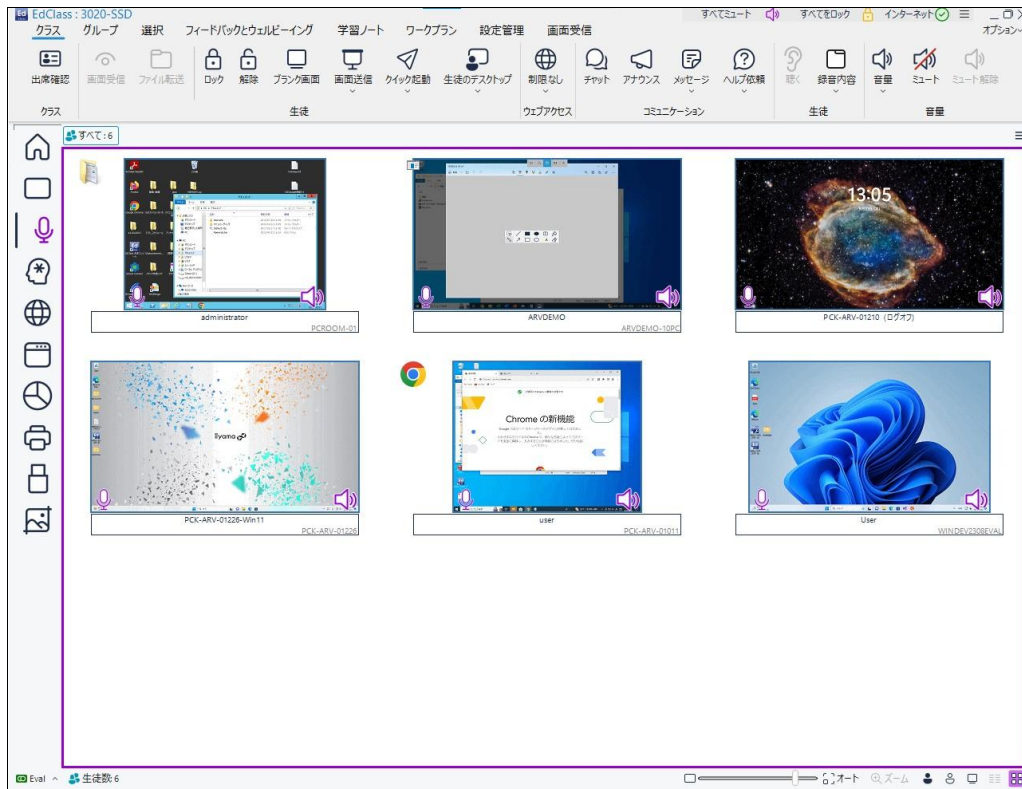 EdClass : 3020-SSD
すべてミュート
すべてをロック
インターネット
クラス グループ 選択 フィードバックとウェルビーイング 学習ノート ワークプラン 設定管理 画面受信
オプション
出席確認 画面受信 ファイル転送 ロック 解除 ブランク画面 画面送信 クイック起動 生徒のデスクトップ 制限なし チャット アナウンス メッセージ ヘルプ依頼 聴く 録音内容 音量 ミュート ミュート解除
クラス 生徒 ウェブアクセス コミュニケーション 生徒 音量
すべて : 6
13:05
administrator
PCROOM-01
ARVDEMO
ARVDEMO-10PC
PCK-ARV-01210 (ログオフ)
iiyama
Chrome の新機能
PCK-ARV-01226-Win11
PCK-ARV-01226
user
PCK-ARV-01011
User
WINDEV2308EVAL
Eval 生徒数: 6
オート ズーム